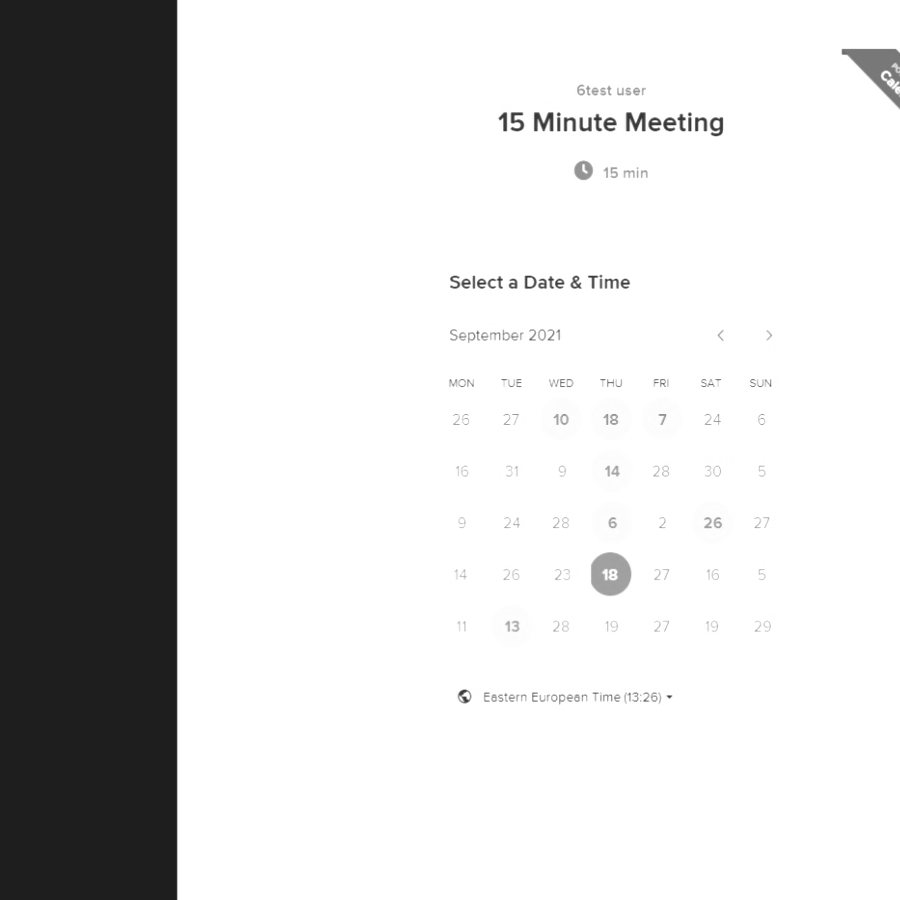 6test user
15 Minute Meeting
15 min
Select a Date & Time
September 2021
MON TUE WED THU FRI SAT SUN
26 27 10 18 7 24 6
16 31 9 14 28 30 5
9 24 28 6 2 26 27
14 26 23 18 27 16 5
11 13 28 19 27 19 29
Eastern European Time (13:26)